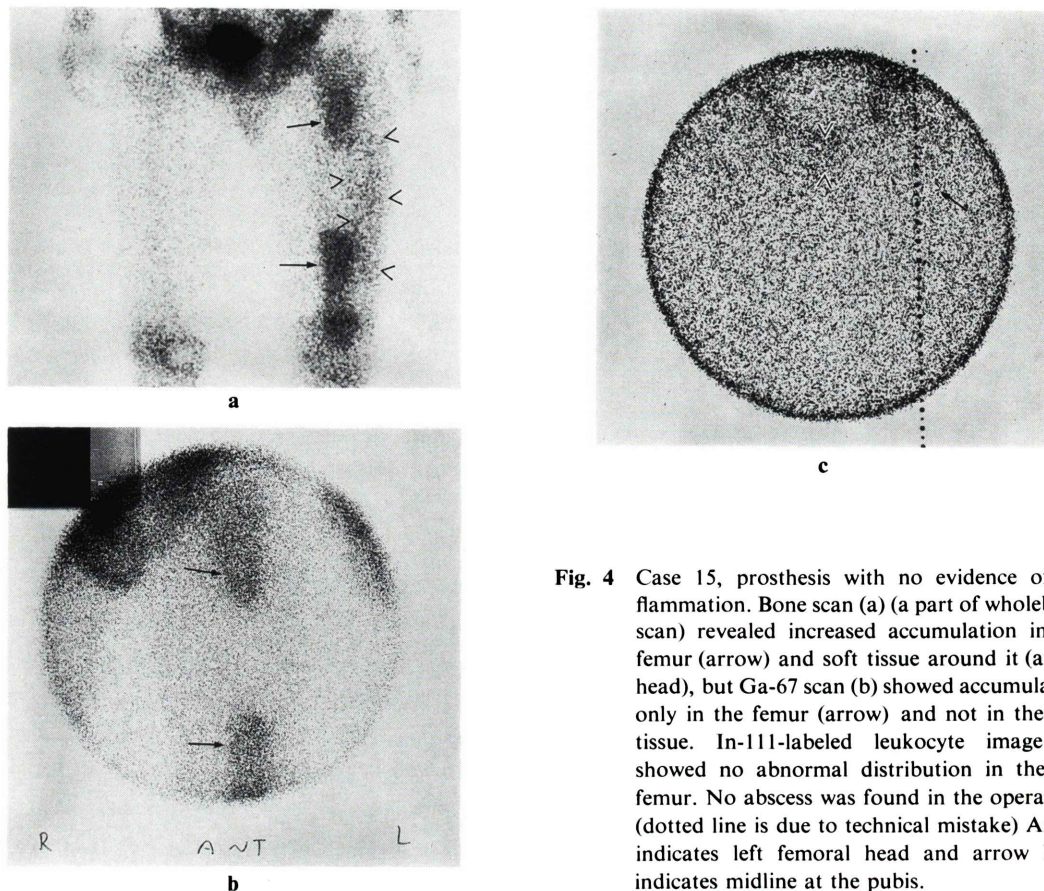 a
R ANT L
b
c
Fig. 4 Case 15, prosthesis with no evidence o
flammation. Bone scan (a) (a part of whole
scan) revealed increased accumulation in
femur (arrow) and soft tissue around it (a
head), but Ga-67 scan (b) showed accumula
only in the femur (arrow) and not in the
tissue. In-111-labeled leukocyte image
showed no abnormal distribution in the
femur. No abscess was found in the opera
(dotted line is due to technical mistake) A
indicates left femoral head and arrow
indicates midline at the pubis.